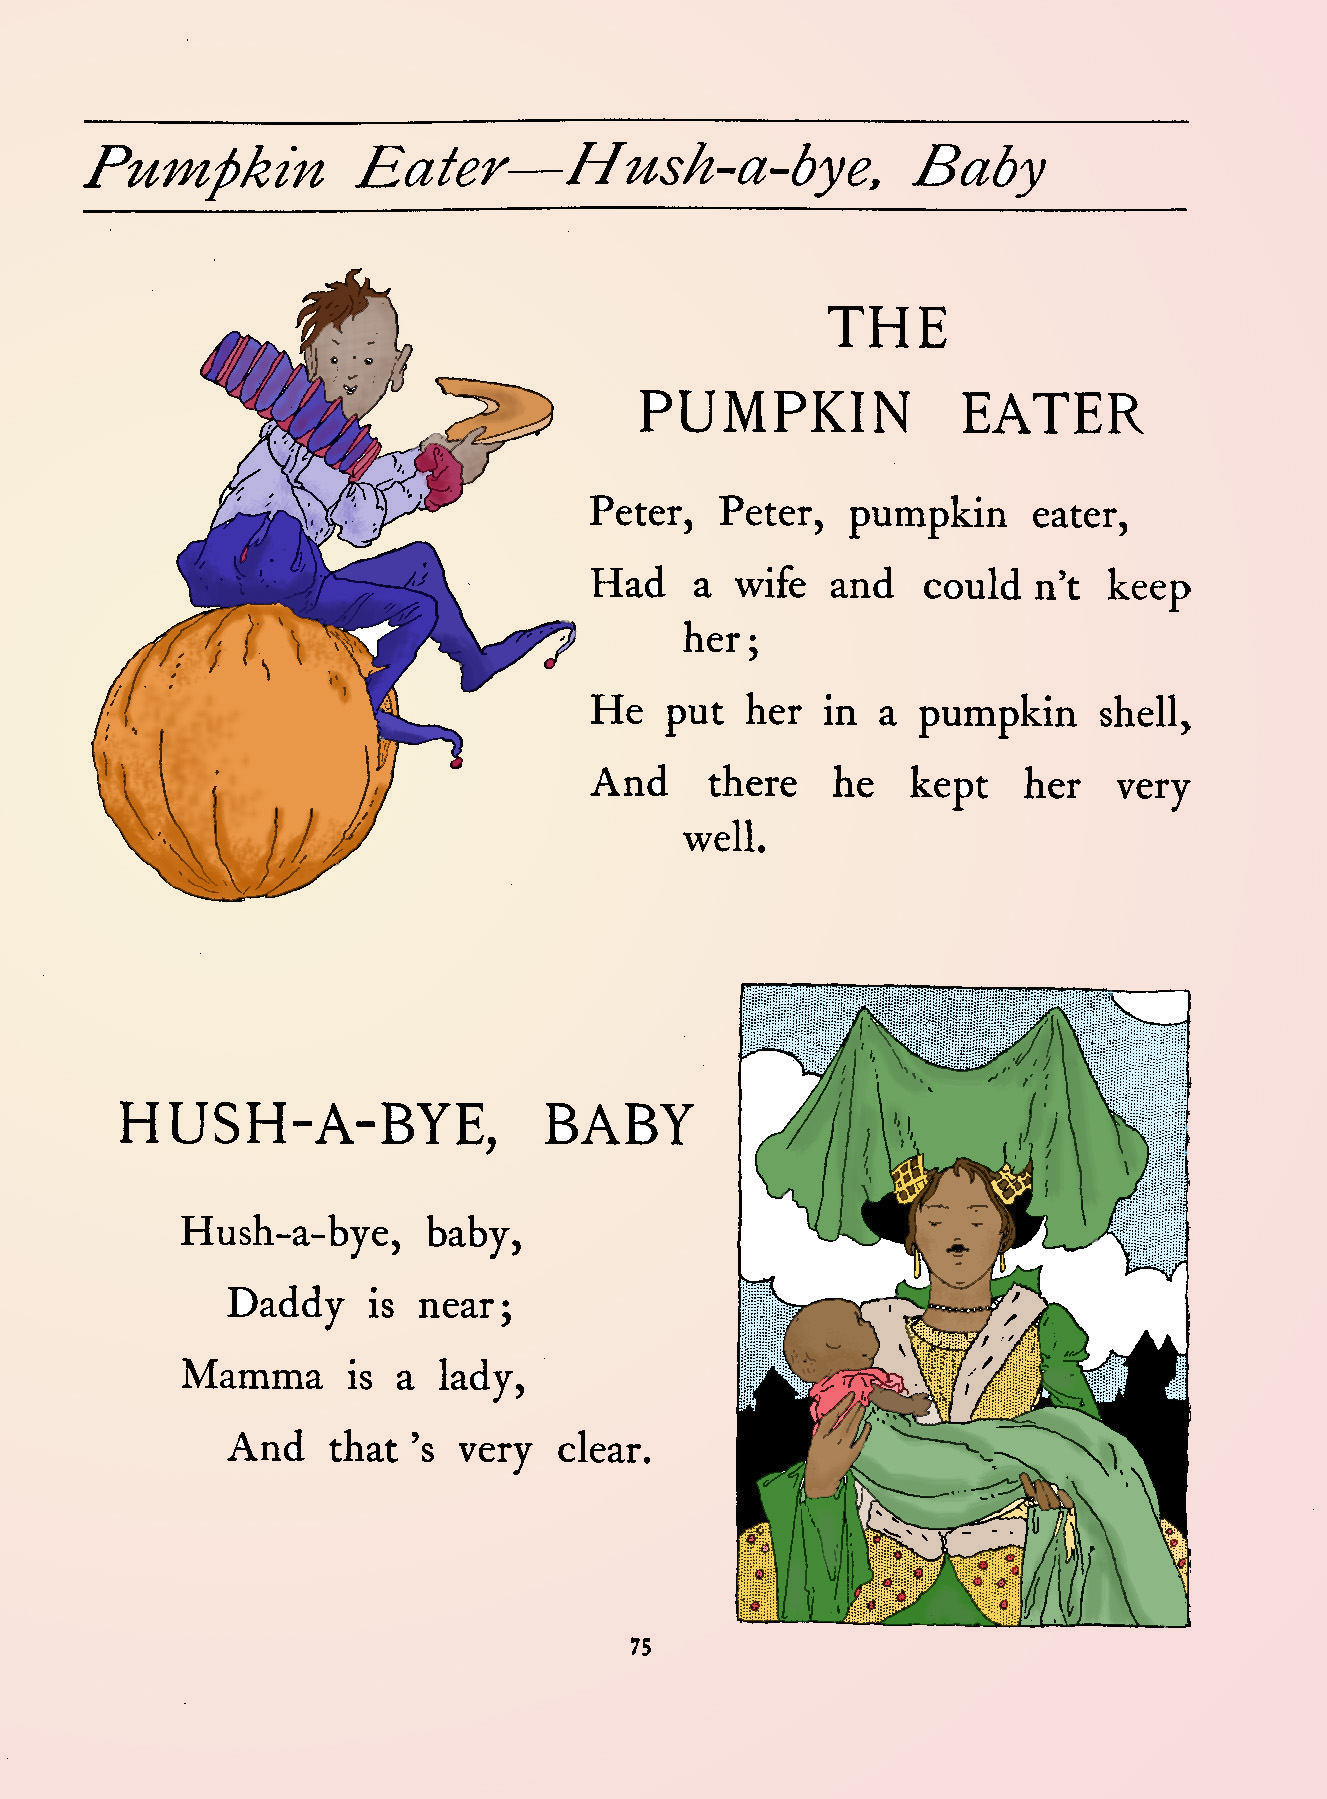 Pumpkin Eater—Hush-a-bye, Baby
THE
PUMPKIN EATER
Peter, Peter, pumpkin eater,
Had a wife and could n't keep
her;
He put her in a pumpkin shell,
And there he kept her very
well.
HUSH-A-BYE, BABY
Hush-a-bye, baby,
Daddy is near;
Mamma is a lady,
And that 's very clear.
75